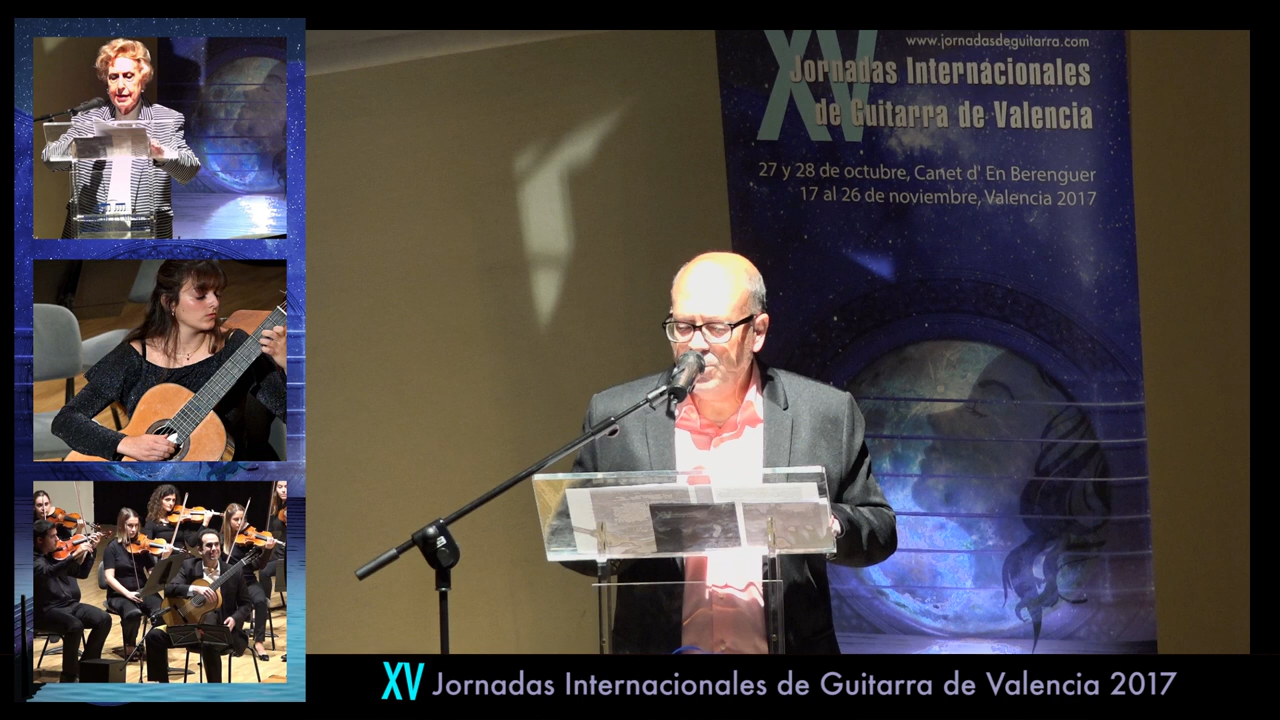 www.jornadasdeguitarra.com
XV
Jornadas Internacionales
de Guitarra de Valencia
27 y 28 de octubre, Canet d' En Berenguer
17 al 26 de noviembre, Valencia 2017
XV Jornadas Internacionales de Guitarra de Valencia 2017